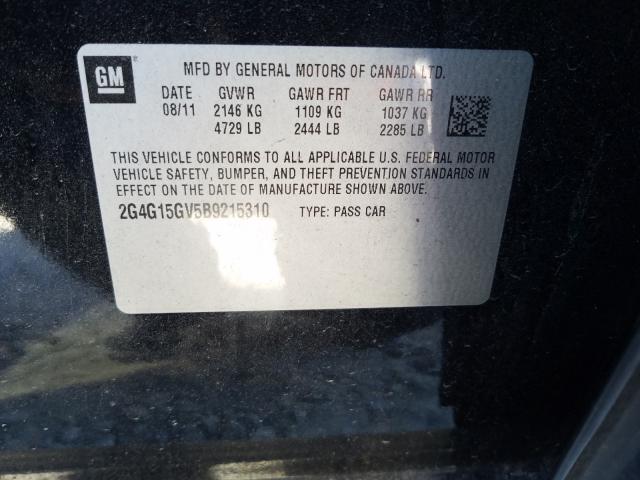 GM
MFD BY GENERAL MOTORS OF CANADA LTD.
DATE GVWR GAWR FRT GAWR RR
08/11 2146 KG 1109 KG 1037 KG
4729 LB 2444 LB 2285 LB
THIS VEHICLE CONFORMS TO ALL APPLICABLE U.S. FEDERAL MOTOR
VEHICLE SAFETY, BUMPER, AND THEFT PREVENTION STANDARDS IN
EFFECT ON THE DATE OF MANUFACTURE SHOWN ABOVE.
2G4G15GV5B9215310 TYPE: PASS CAR